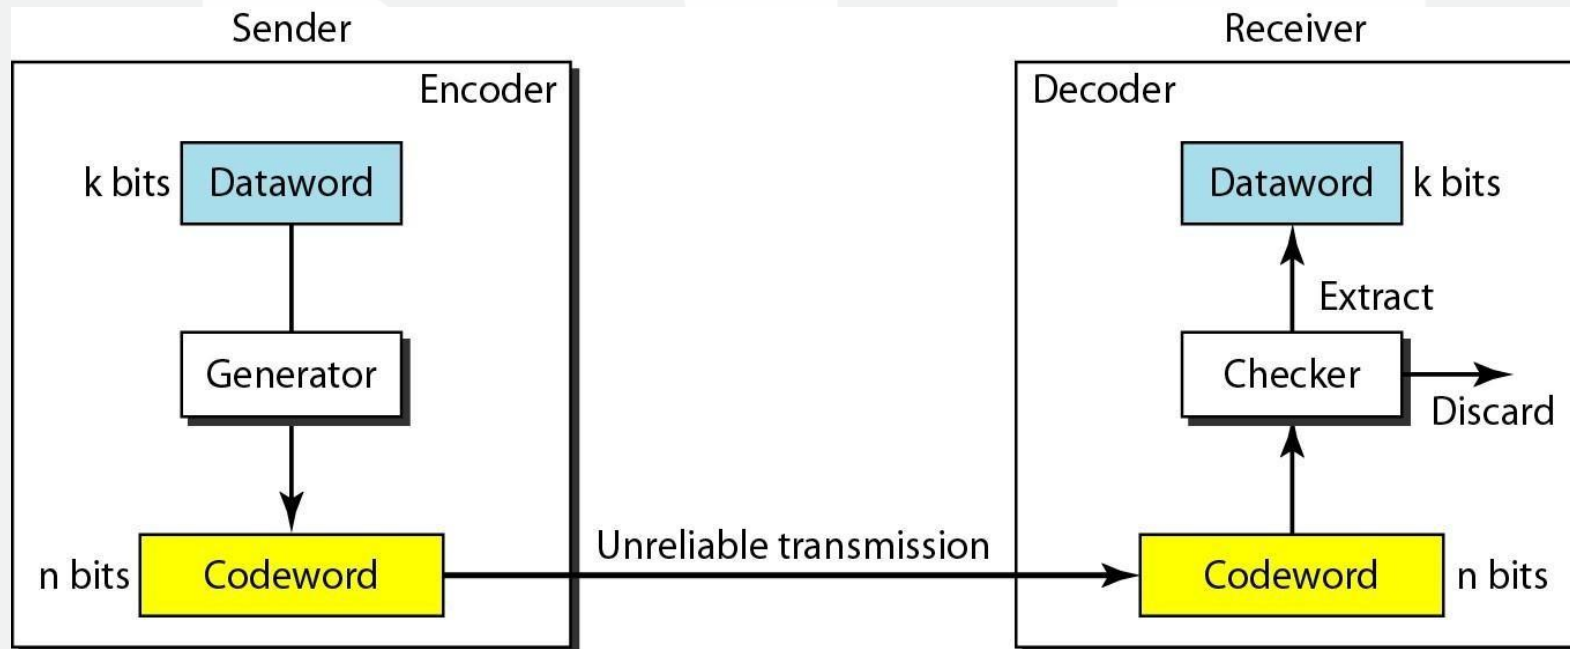 Sender
Receiver
Encoder
Decoder
k bits
Dataword
Dataword
k bits
Extract
Generator
Checker
Discard
Unreliable transmission
n bits
Codeword
Codeword
n bits